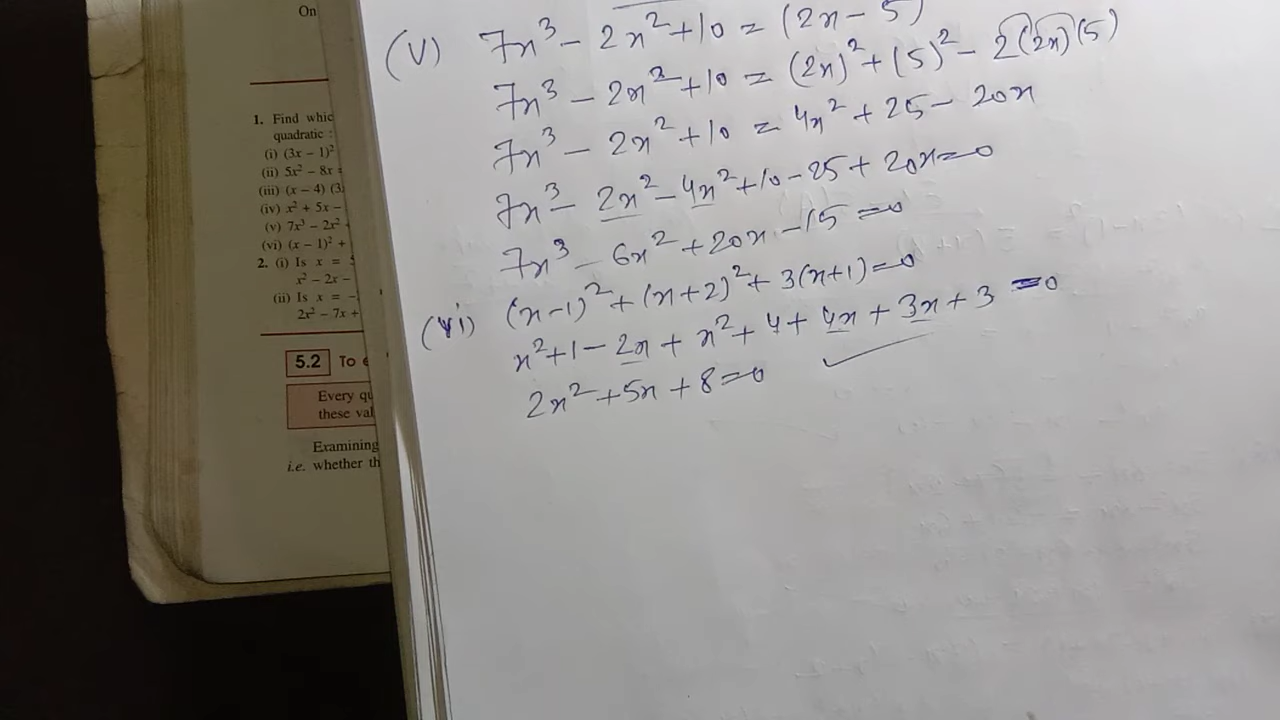 On
1. Find whic
quadratic :
(i) (3x − 1)²
(ii) 5x² − 8x =
(iii) (x − 4) (3
(iv) x² + 5x −
(v) 7x³ − 2x²
(vi) (x − 1)² +
2. (i) Is x = 5
x² − 2x −
(ii) Is x = −
2x² − 7x +
5.2 To e
Every qu
these val
Examining
i.e. whether th
(V) 7x³ − 2x² + 10 = (2x − 5)
7x³ − 2x² + 10 = (2x)² + (5)² − 2(2x)(5)
7x³ − 2x² + 10 = 4x² + 25 − 20x
7x³ − 2x² − 4x² + 10 − 25 + 20x = 0
7x³ − 6x² + 20x − 15 = 0
(vi) (x − 1)² + (x + 2)² + 3(x + 1) = 0
x² + 1 − 2x + x² + 4 + 4x + 3x + 3 = 0
2x² + 5x + 8 = 0